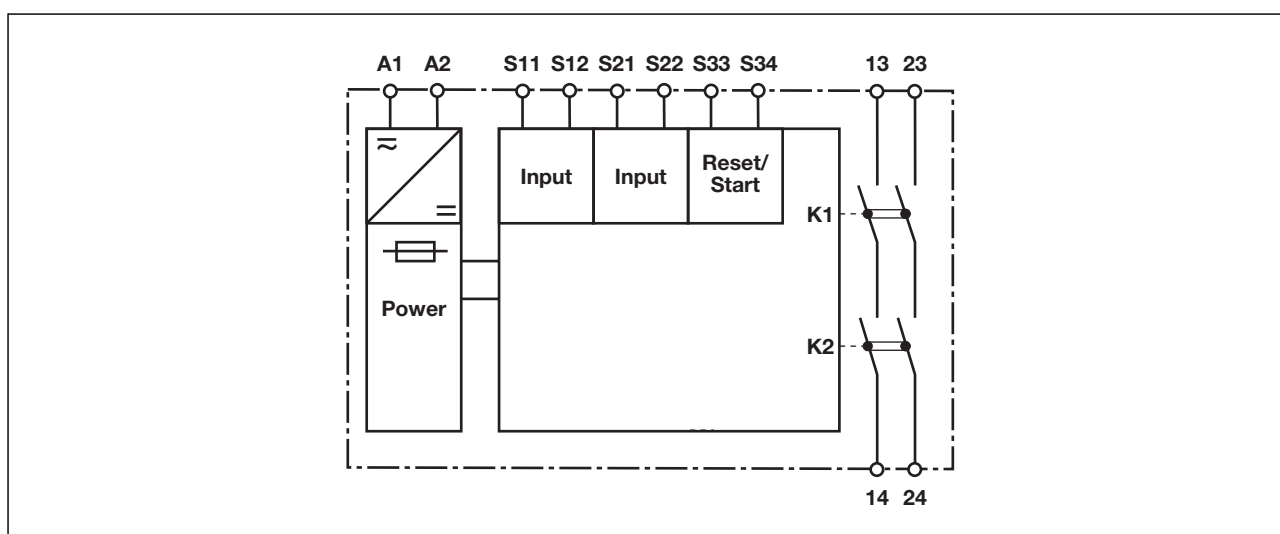 A1 A2 S11 S12 S21 S22 S33 S34 13 23
Input Input Reset/
Start
K1
Power
K2
14 24